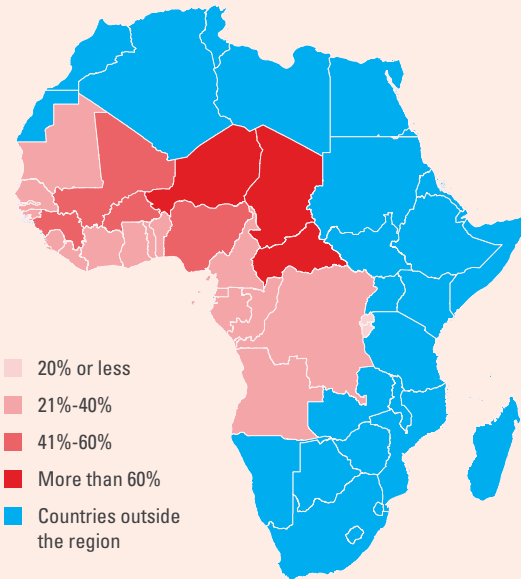 20% or less
21%-40%
41%-60%
More than 60%
Countries outside
the region